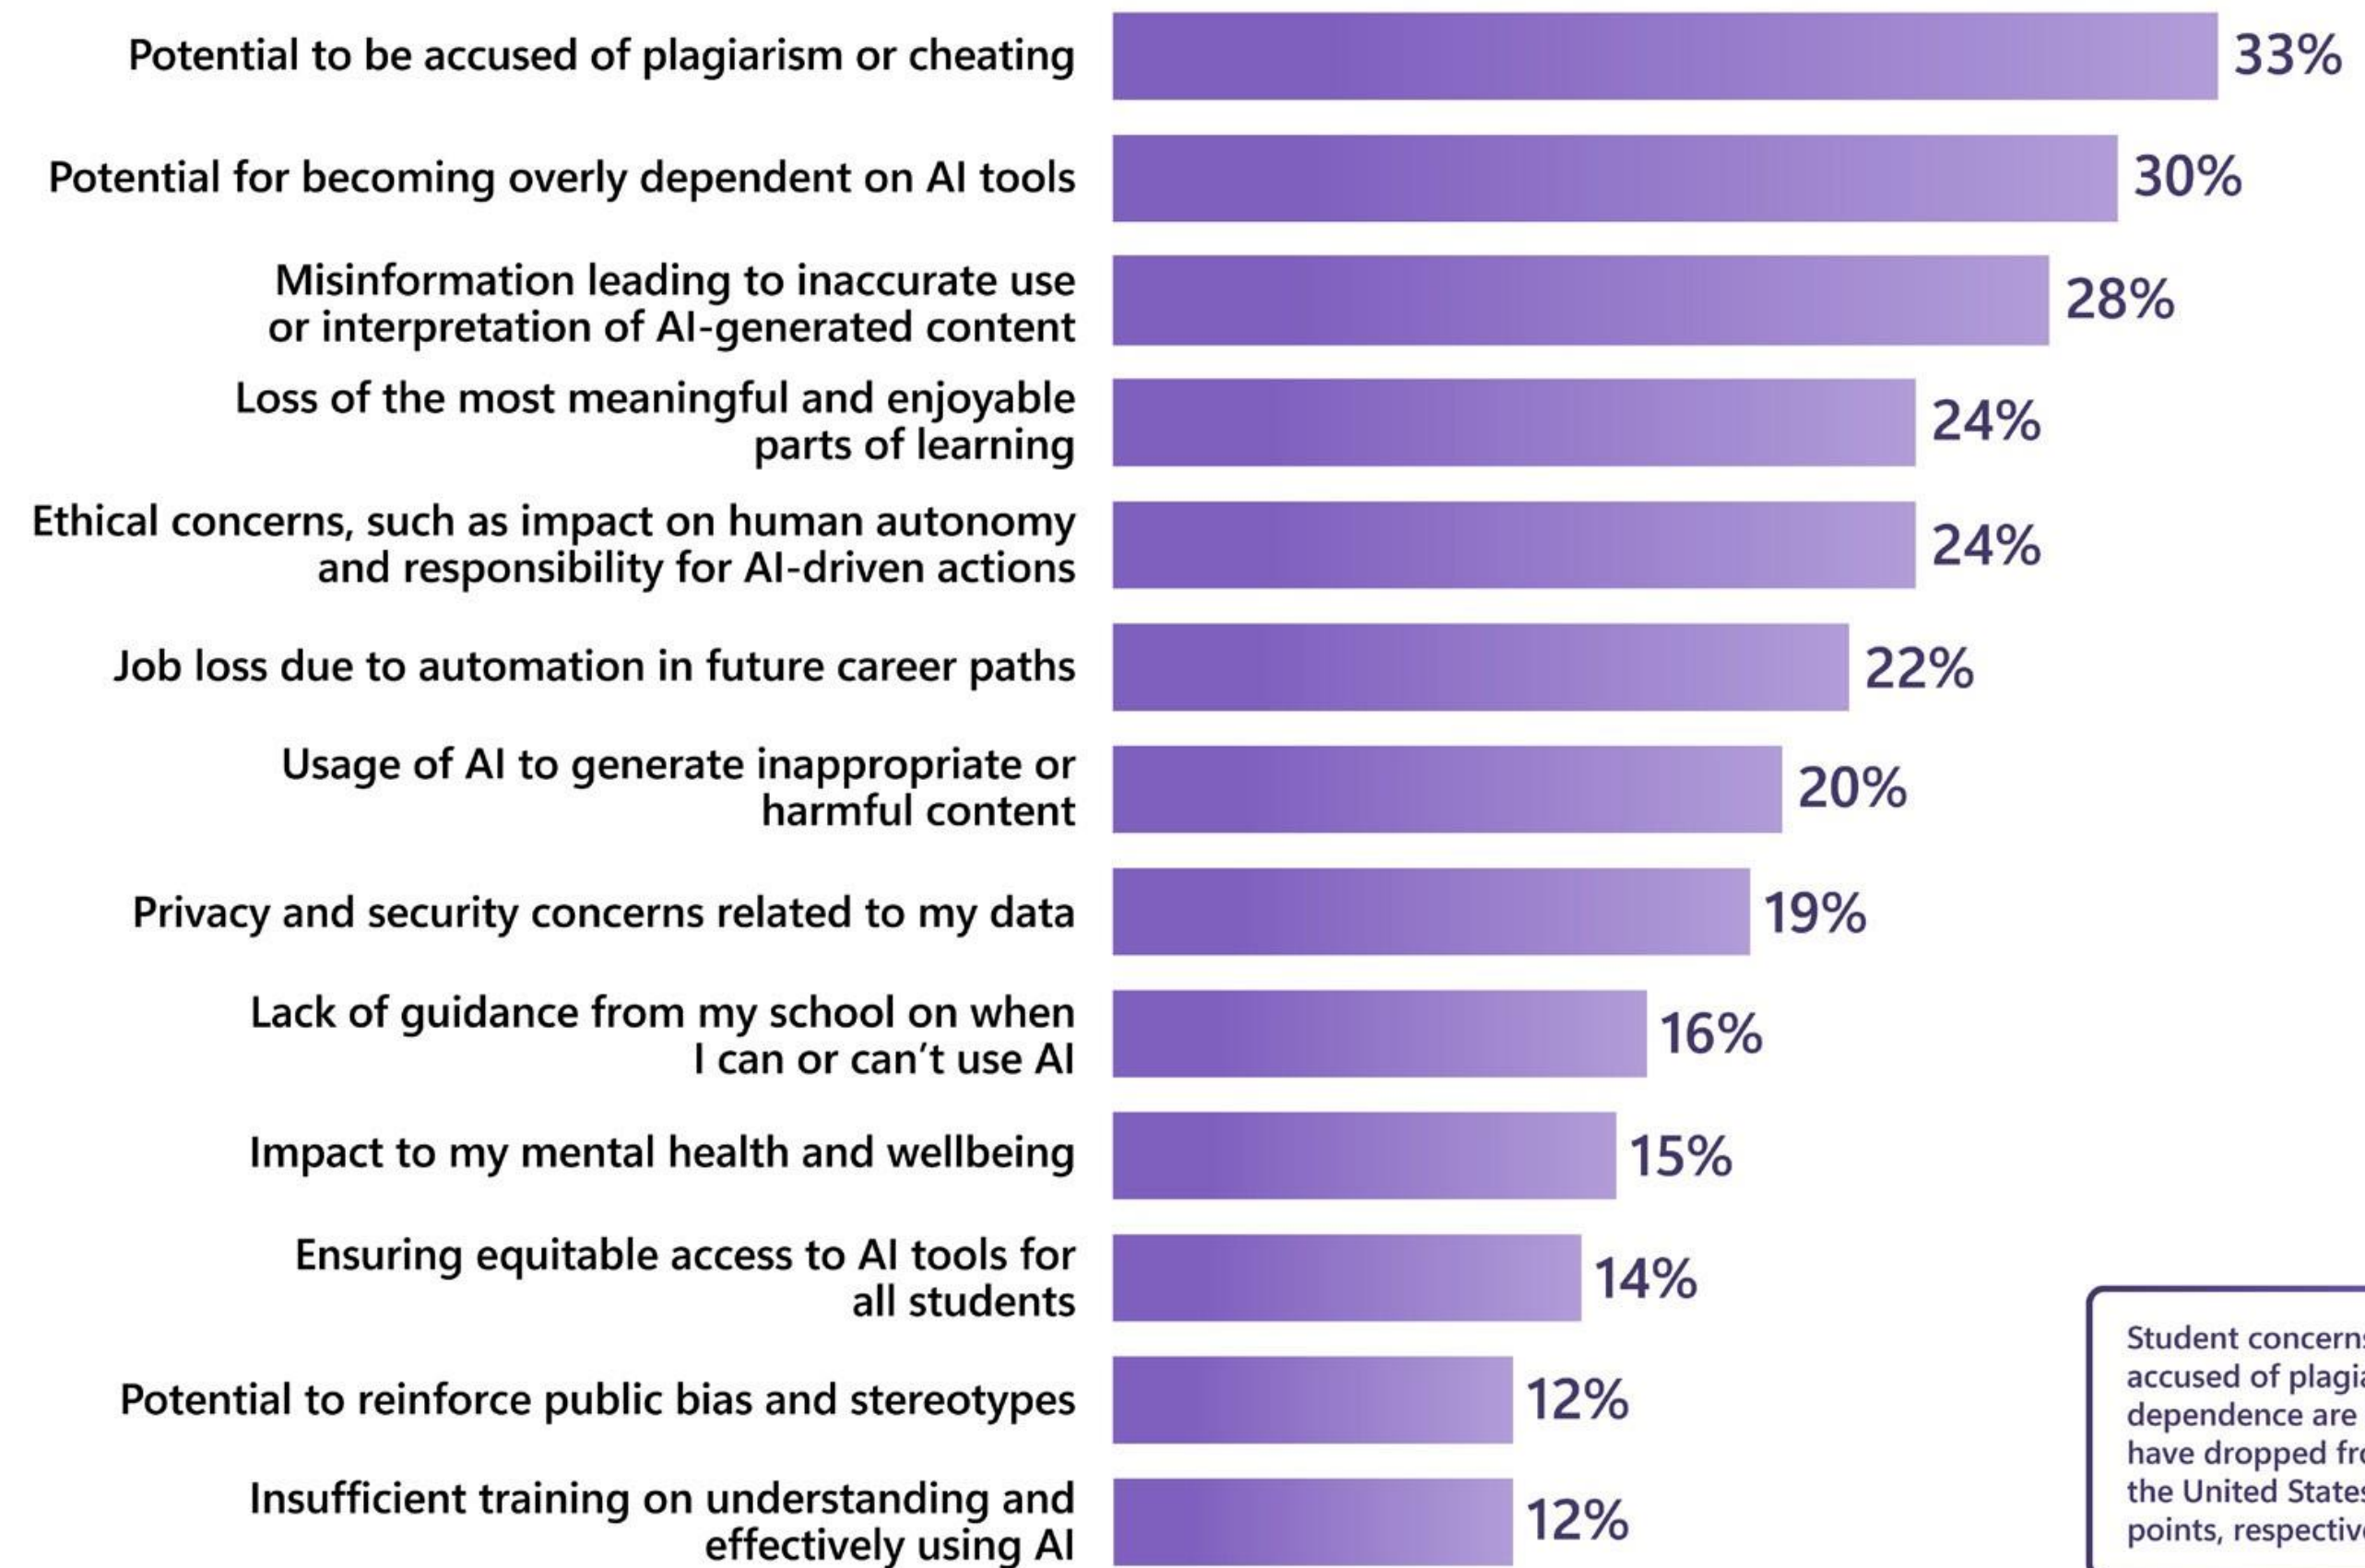 Potential to be accused of plagiarism or cheating
33%
Potential for becoming overly dependent on AI tools
30%
Misinformation leading to inaccurate use
or interpretation of AI-generated content
28%
Loss of the most meaningful and enjoyable
parts of learning
24%
Ethical concerns, such as impact on human autonomy
and responsibility for AI-driven actions
24%
Job loss due to automation in future career paths
22%
Usage of AI to generate inappropriate or
harmful content
20%
Privacy and security concerns related to my data
19%
Lack of guidance from my school on when
I can or can’t use AI
16%
Impact to my mental health and wellbeing
15%
Ensuring equitable access to AI tools for
all students
14%
Potential to reinforce public bias and stereotypes
12%
Insufficient training on understanding and
effectively using AI
12%
Student
accused of
dependence are
have dropped
the United
points,